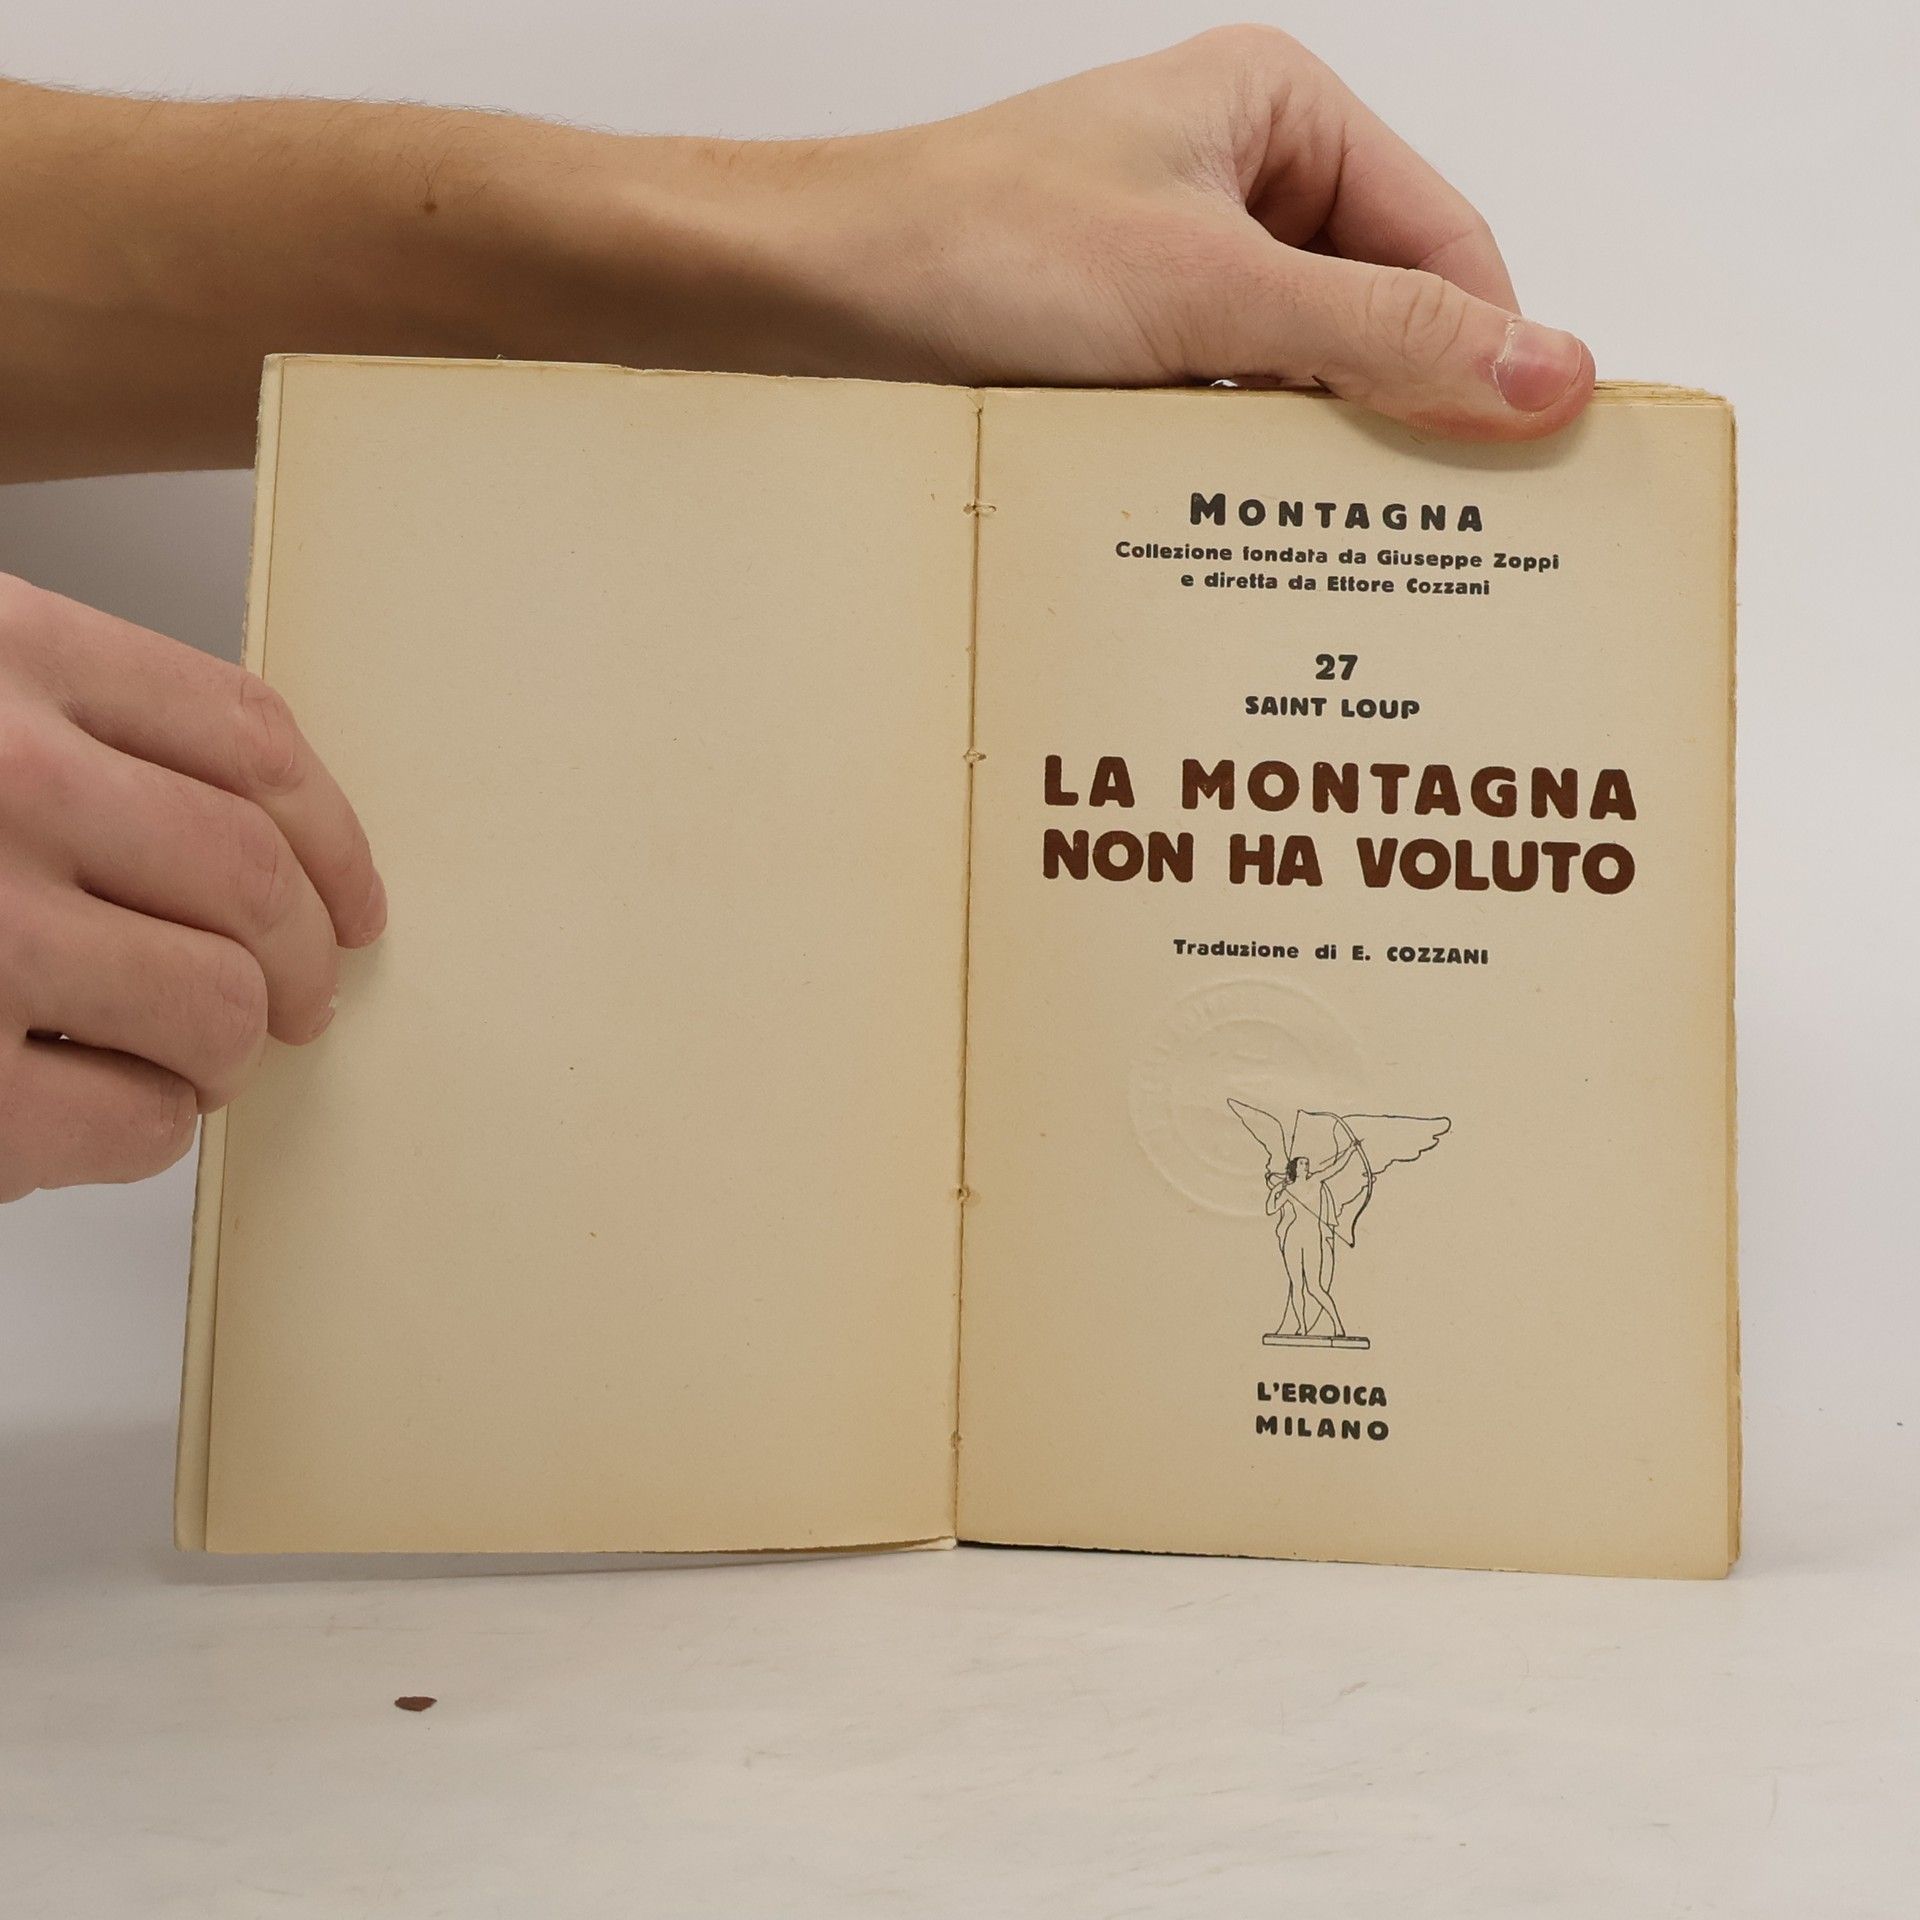 MONTAGNA
Collezione fondata da Giuseppe Zoppi
e diretta da Ettore Cozzani
27
SAINT LOUP
LA MONTAGNA
NON HA VOLUTO
Traduzione di E. COZZANI
L'EROICA
MILANO